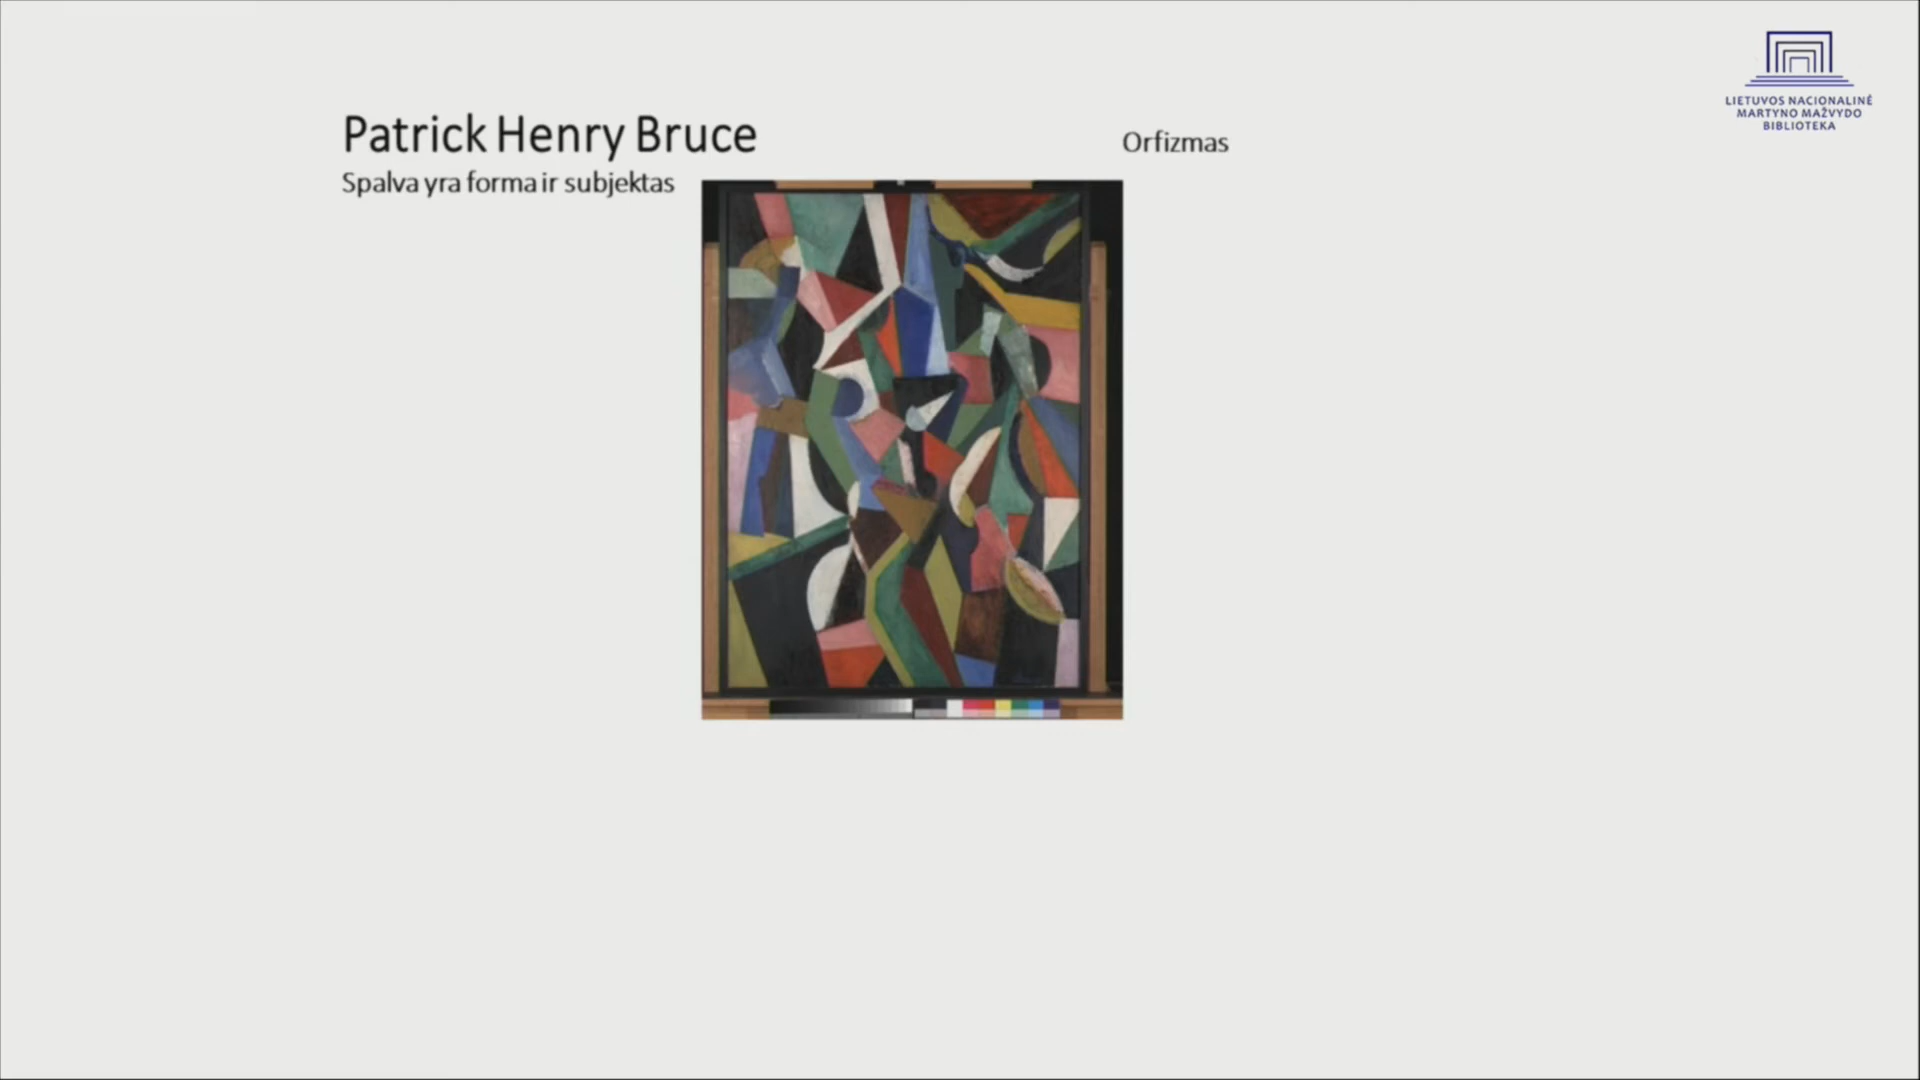 Patrick Henry Bruce
Orfizmas
Spalva yra forma ir subjektas
LIETUVOS NACIONALINĖ
MARTYNO MAŽVYDO
BIBLIOTEKA